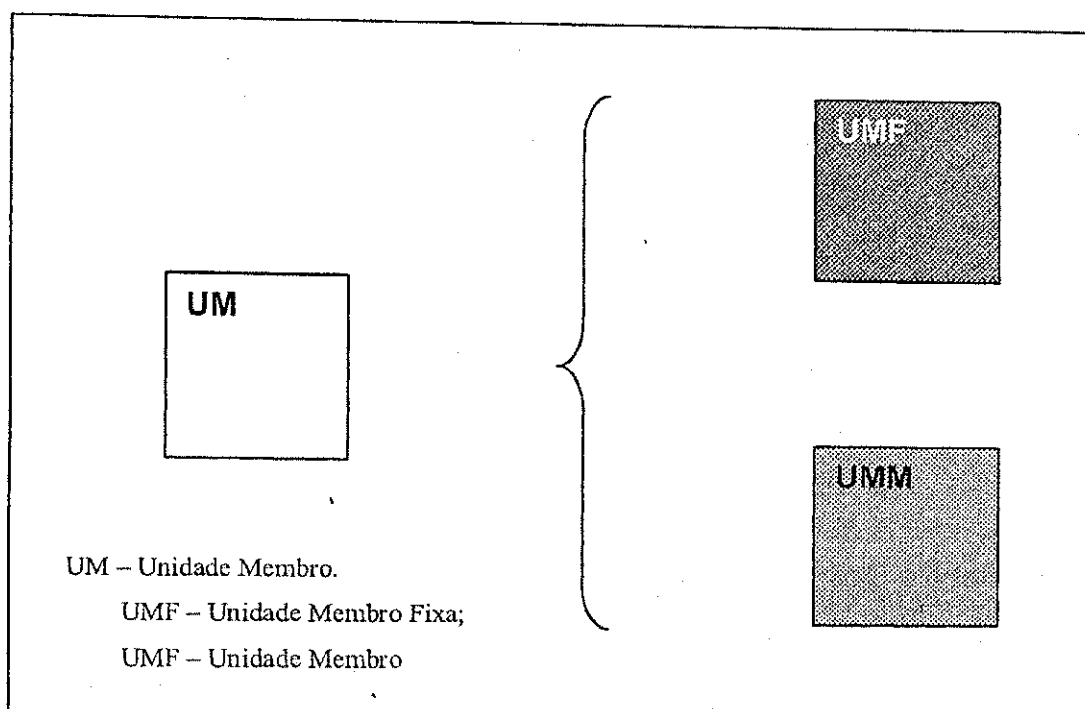 UMF
UM
UMM
UM – Unidade Membro.
UMF – Unidade Membro Fixa;
UMF – Unidade Membro